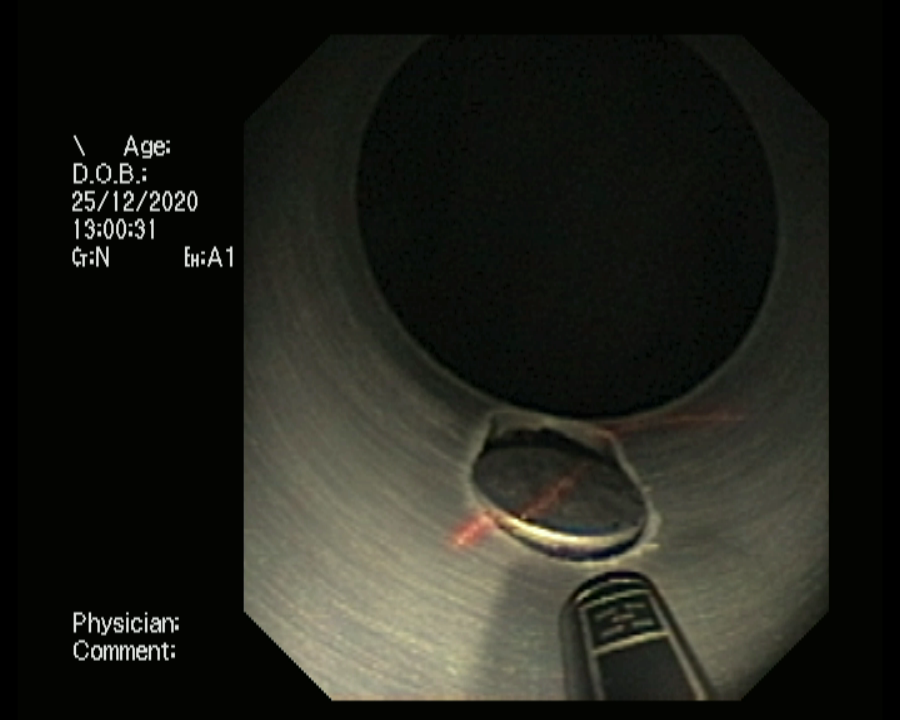 \ Age:
D.O.B.:
25/12/2020
13:00:31
Cr:N Eh:A1
Physician:
Comment: